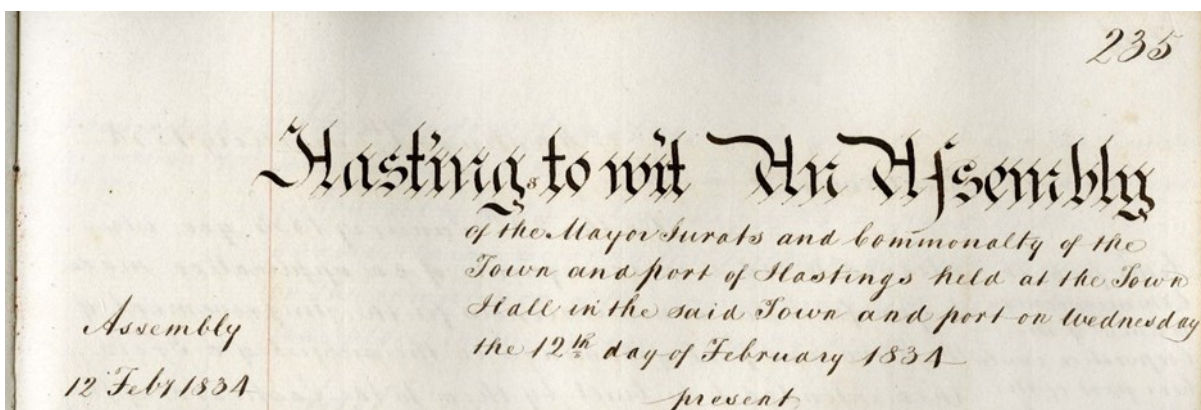 235
Hastings to wit An Assembly
of the Mayor Jurats and Commonalty of the
Town and port of Hastings held at the Town
Hall in the said Town and port on Wednesday
the 12th day of February 1834
Assembly
12 Feby 1834
present